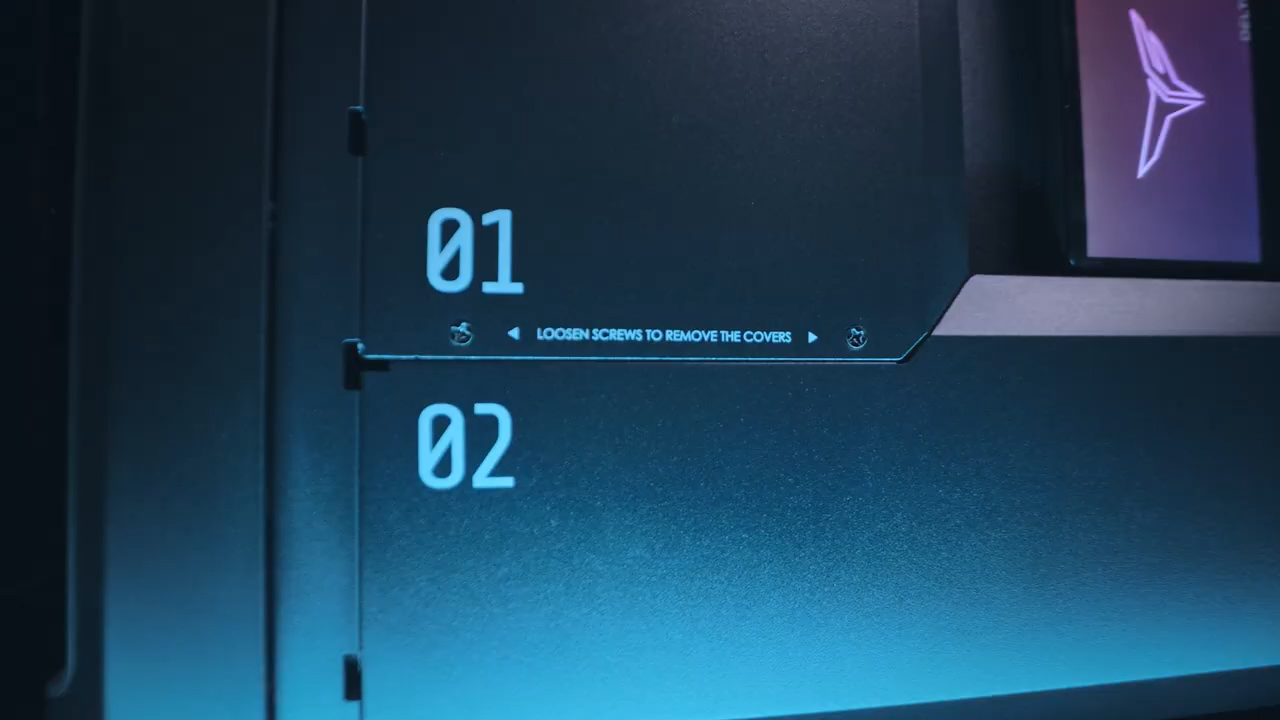 01
◄ LOOSEN SCREWS TO REMOVE THE COVERS ►
02